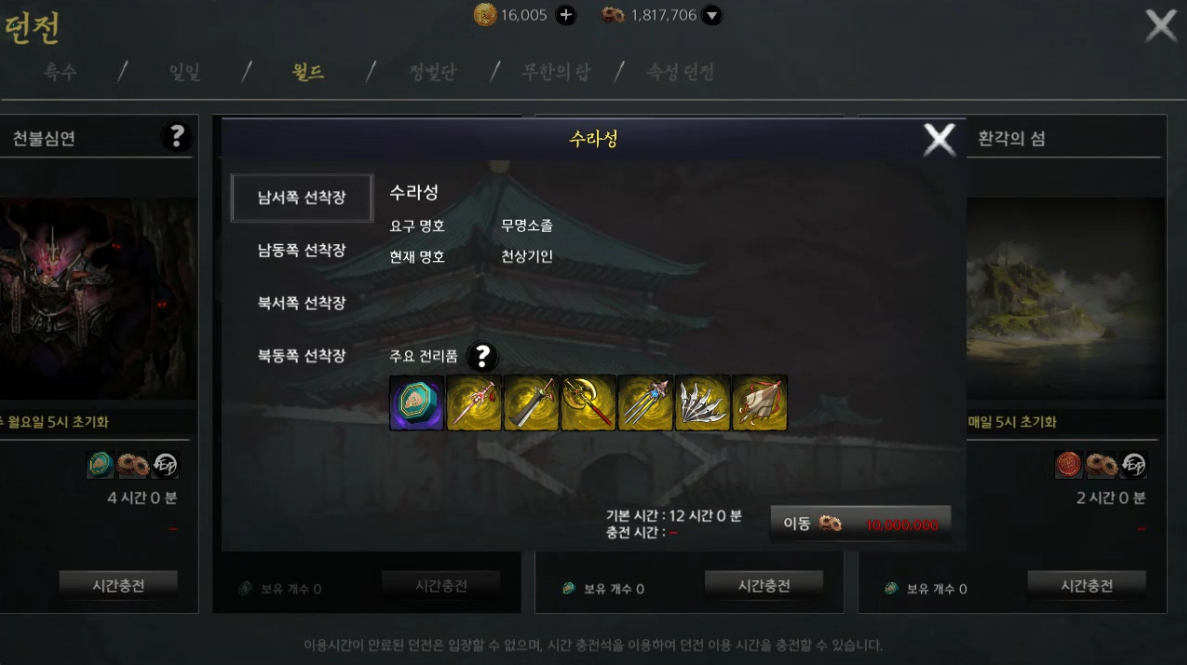 던전
16,005
1,817,706
특수 / 일일 / 월드 / 정벌단 / 무한의 탑 / 속성 던전
천불심연
?
수라성
환각의 섬
남서쪽 선착장
남동쪽 선착장
북서쪽 선착장
북동쪽 선착장
수라성
요구 명호 무명소졸
현재 명호 천상기인
주요 전리품 ?
월요일 5시 초기화
매일 5시 초기화
4 시간 0 분
2 시간 0 분
기본 시간 : 12 시간 0 분
충전 시간 : -
이동 10,000,000
시간충전
보유 개수 0 시간충전
보유 개수 0 시간충전
보유 개수 0 시간충전
이용시간이 만료된 던전은 입장할 수 없으며, 시간 충전석을 이용하여 던전 이용 시간을 충전할 수 있습니다.